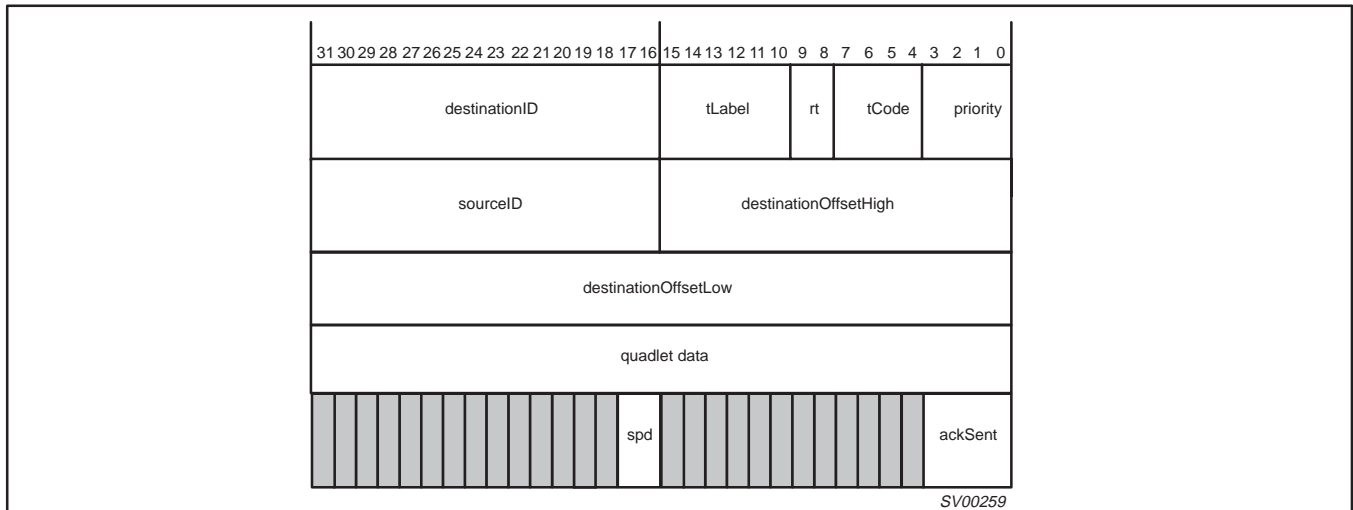 31 30 29 28 27 26 25 24 23 22 21 20 19 18 17 16 15 14 13 12 11 10 9 8 7 6 5 4 3 2 1 0
destinationID tLabel rt tCode priority
sourceID destinationOffsetHigh
destinationOffsetLow
quadlet data
spd ackSent
SV00259